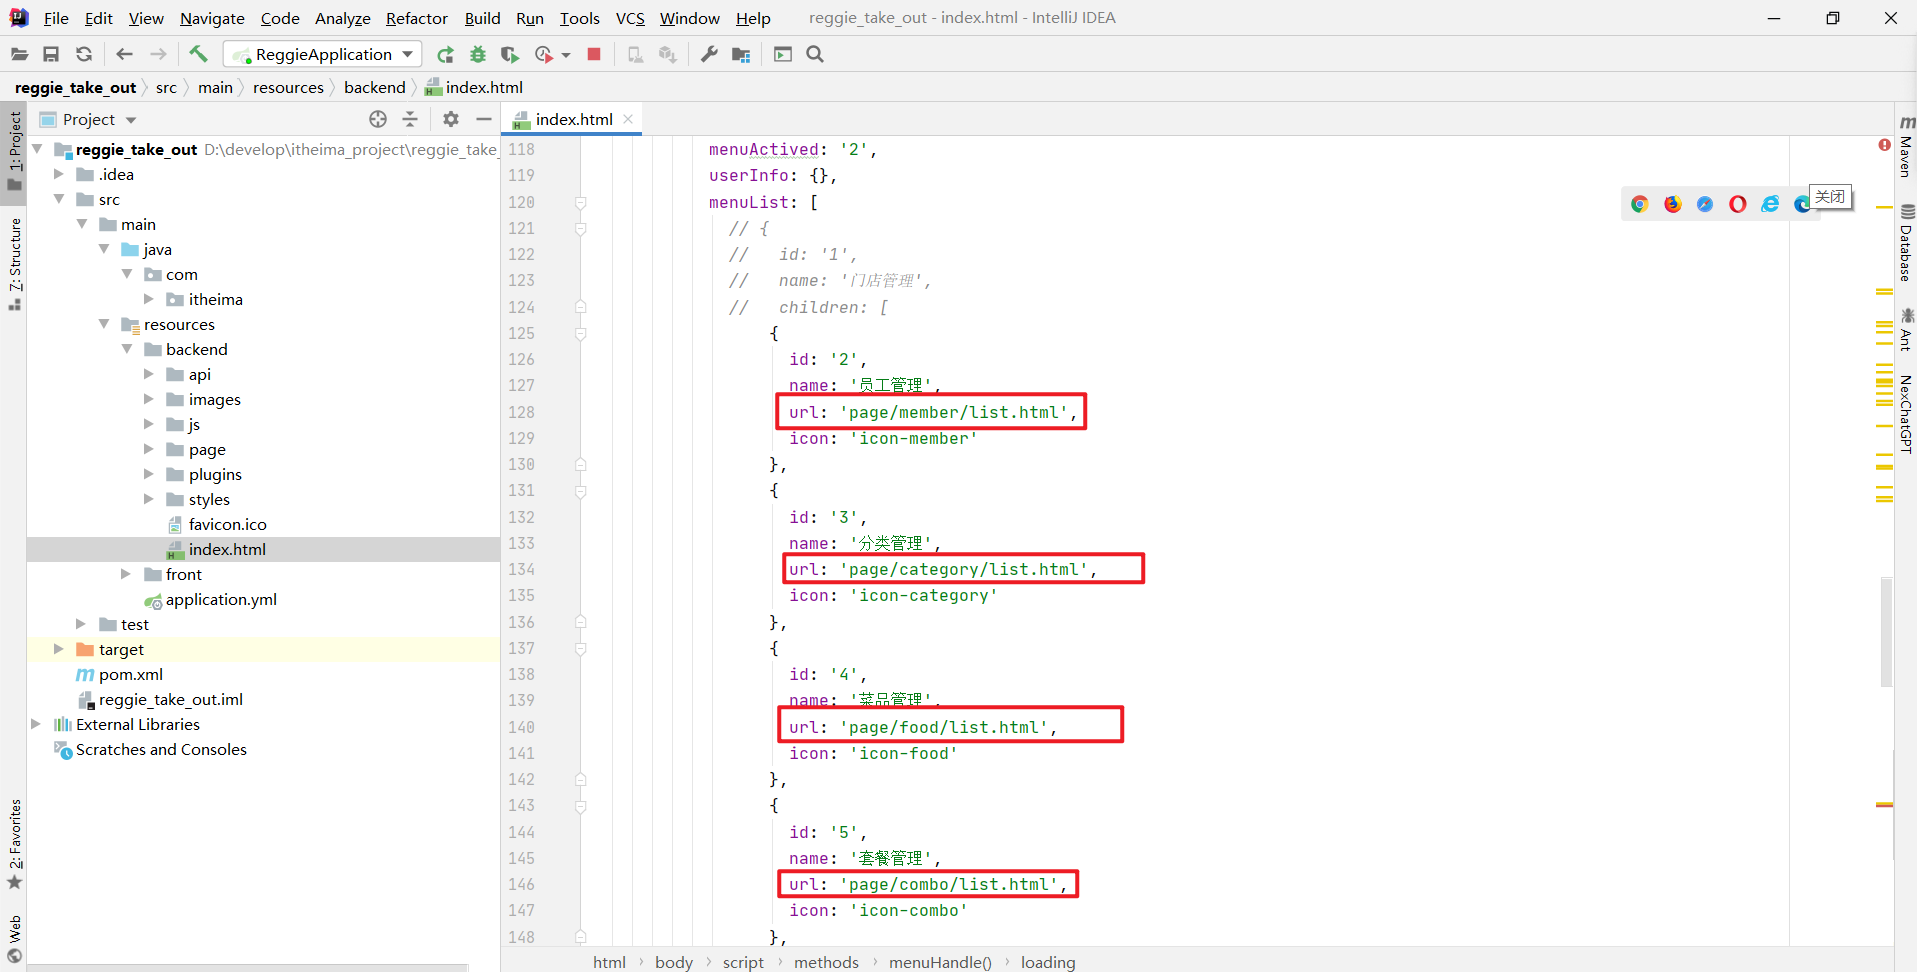 File Edit View Navigate Code Analyze Refactor Build Run Tools VCS Window Help reggie_take_out - index.html - IntelliJ IDEA
ReggieApplication
reggie_take_out src main resources backend index.html
Project
index.html
1: Project
Z: Structure
2: Favorites
Web
reggie_take_out D:\develop\itheima_project\reggie_take_
.idea
src
main
java
com
itheima
resources
backend
api
images
js
page
plugins
styles
favicon.ico
index.html
front
application.yml
test
target
pom.xml
reggie_take_out.iml
External Libraries
Scratches and Consoles
118 menuActived: '2',
119 userInfo: {},
120 menuList: [
121 // {
122 // id: '1',
123 // name: '门店管理',
124 // children: [
125 {
126 id: '2',
127 name: '员工管理',
128 url: 'page/member/list.html',
129 icon: 'icon-member'
130 },
131 {
132 id: '3',
133 name: '分类管理',
134 url: 'page/category/list.html',
135 icon: 'icon-category'
136 },
137 {
138 id: '4',
139 name: '菜品管理',
140 url: 'page/food/list.html',
141 icon: 'icon-food'
142 },
143 {
144 id: '5',
145 name: '套餐管理',
146 url: 'page/combo/list.html',
147 icon: 'icon-combo'
148 },
关闭
Maven
Database
Ant
NexChatGPT
html body script methods menuHandle() loading